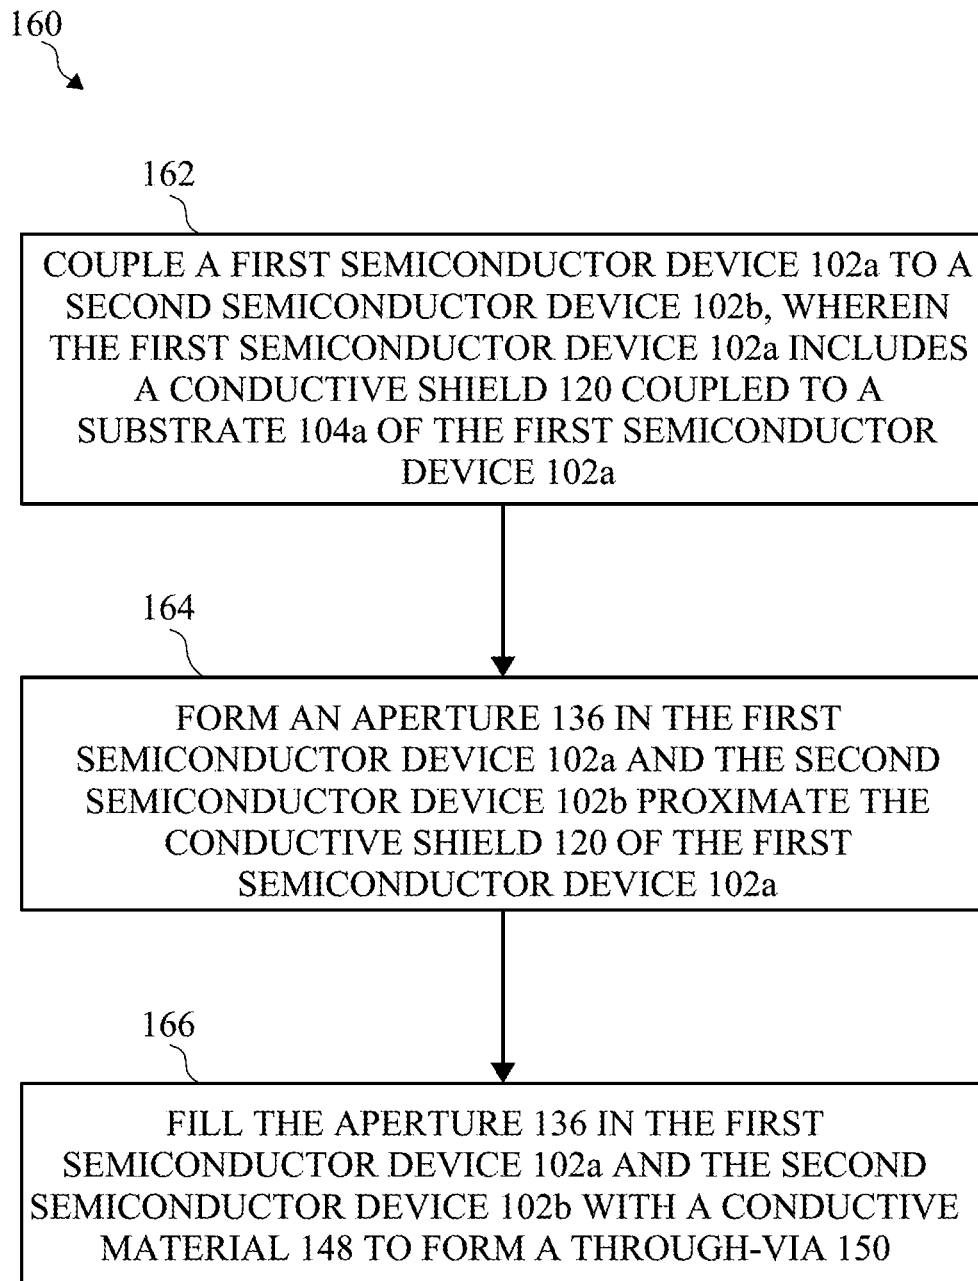 160
162
COUPLE A FIRST SEMICONDUCTOR DEVICE 102a TO A
SECOND SEMICONDUCTOR DEVICE 102b, WHEREIN
THE FIRST SEMICONDUCTOR DEVICE 102a INCLUDES
A CONDUCTIVE SHIELD 120 COUPLED TO A
SUBSTRATE 104a OF THE FIRST SEMICONDUCTOR
DEVICE 102a
164
FORM AN APERTURE 136 IN THE FIRST
SEMICONDUCTOR DEVICE 102a AND THE SECOND
SEMICONDUCTOR DEVICE 102b PROXIMATE THE
CONDUCTIVE SHIELD 120 OF THE FIRST
SEMICONDUCTOR DEVICE 102a
166
FILL THE APERTURE 136 IN THE FIRST
SEMICONDUCTOR DEVICE 102a AND THE SECOND
SEMICONDUCTOR DEVICE 102b WITH A CONDUCTIVE
MATERIAL 148 TO FORM A THROUGH-VIA 150